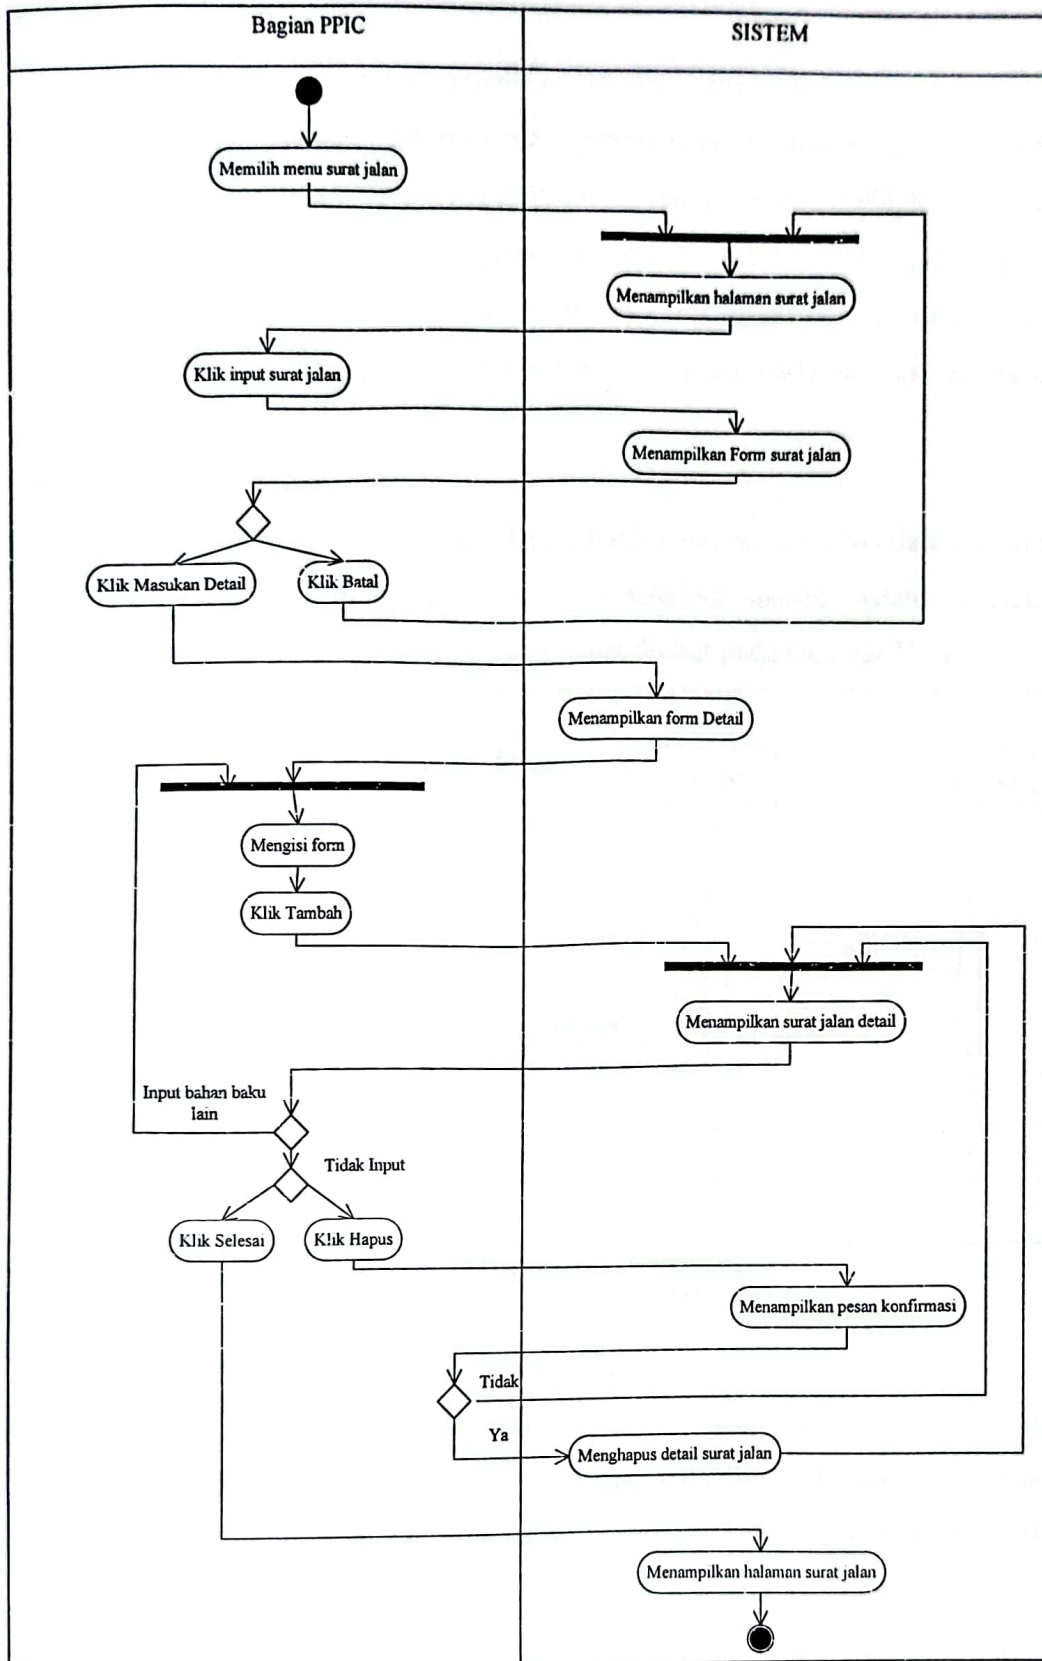 Bagian PPIC
SISTEM
Memilih menu surat jalan
Menampilkan halaman surat jalan
Klik input surat jalan
Menampilkan Form surat jalan
Klik Masukan Detail
Klik Batal
Menampilkan form Detail
Mengisi form
Klik Tambah
Menampilkan surat jalan detail
Input bahan baku
lain
Tidak Input
Klik Selesai
Klik Hapus
Menampilkan pesan konfirmasi
Tidak
Ya
Menghapus detail surat jalan
Menampilkan halaman surat jalan